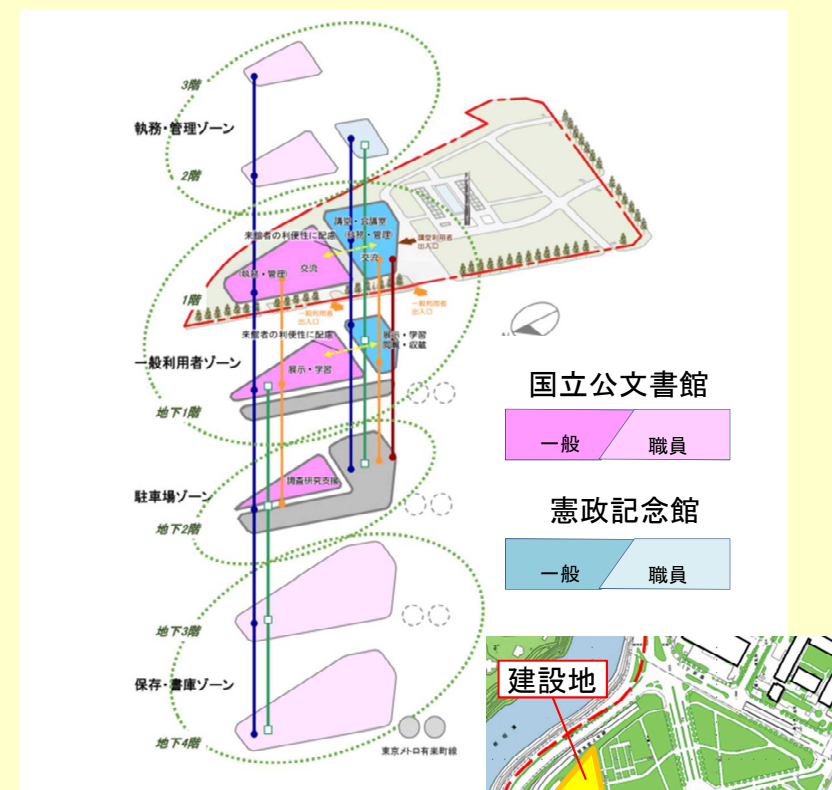 3階
執務・管理ゾーン
2階
講堂・会議室
来館者の利便性に配慮
(執務・管理)
講堂利用者
出入口
交流
交流
(執務・管理)
1階
一般利用者
出入口
一般利用者
出入口
来館者の利便性に配慮
展示・学習
閲覧・収蔵
一般利用者ゾーン
展示・学習
地下1階
国立公文書館
一般
職員
調査研究支援
駐車場ゾーン
地下2階
憲政記念館
一般
職員
地下3階
保存・書庫ゾーン
建設地
地下4階
東京メトロ有楽町線